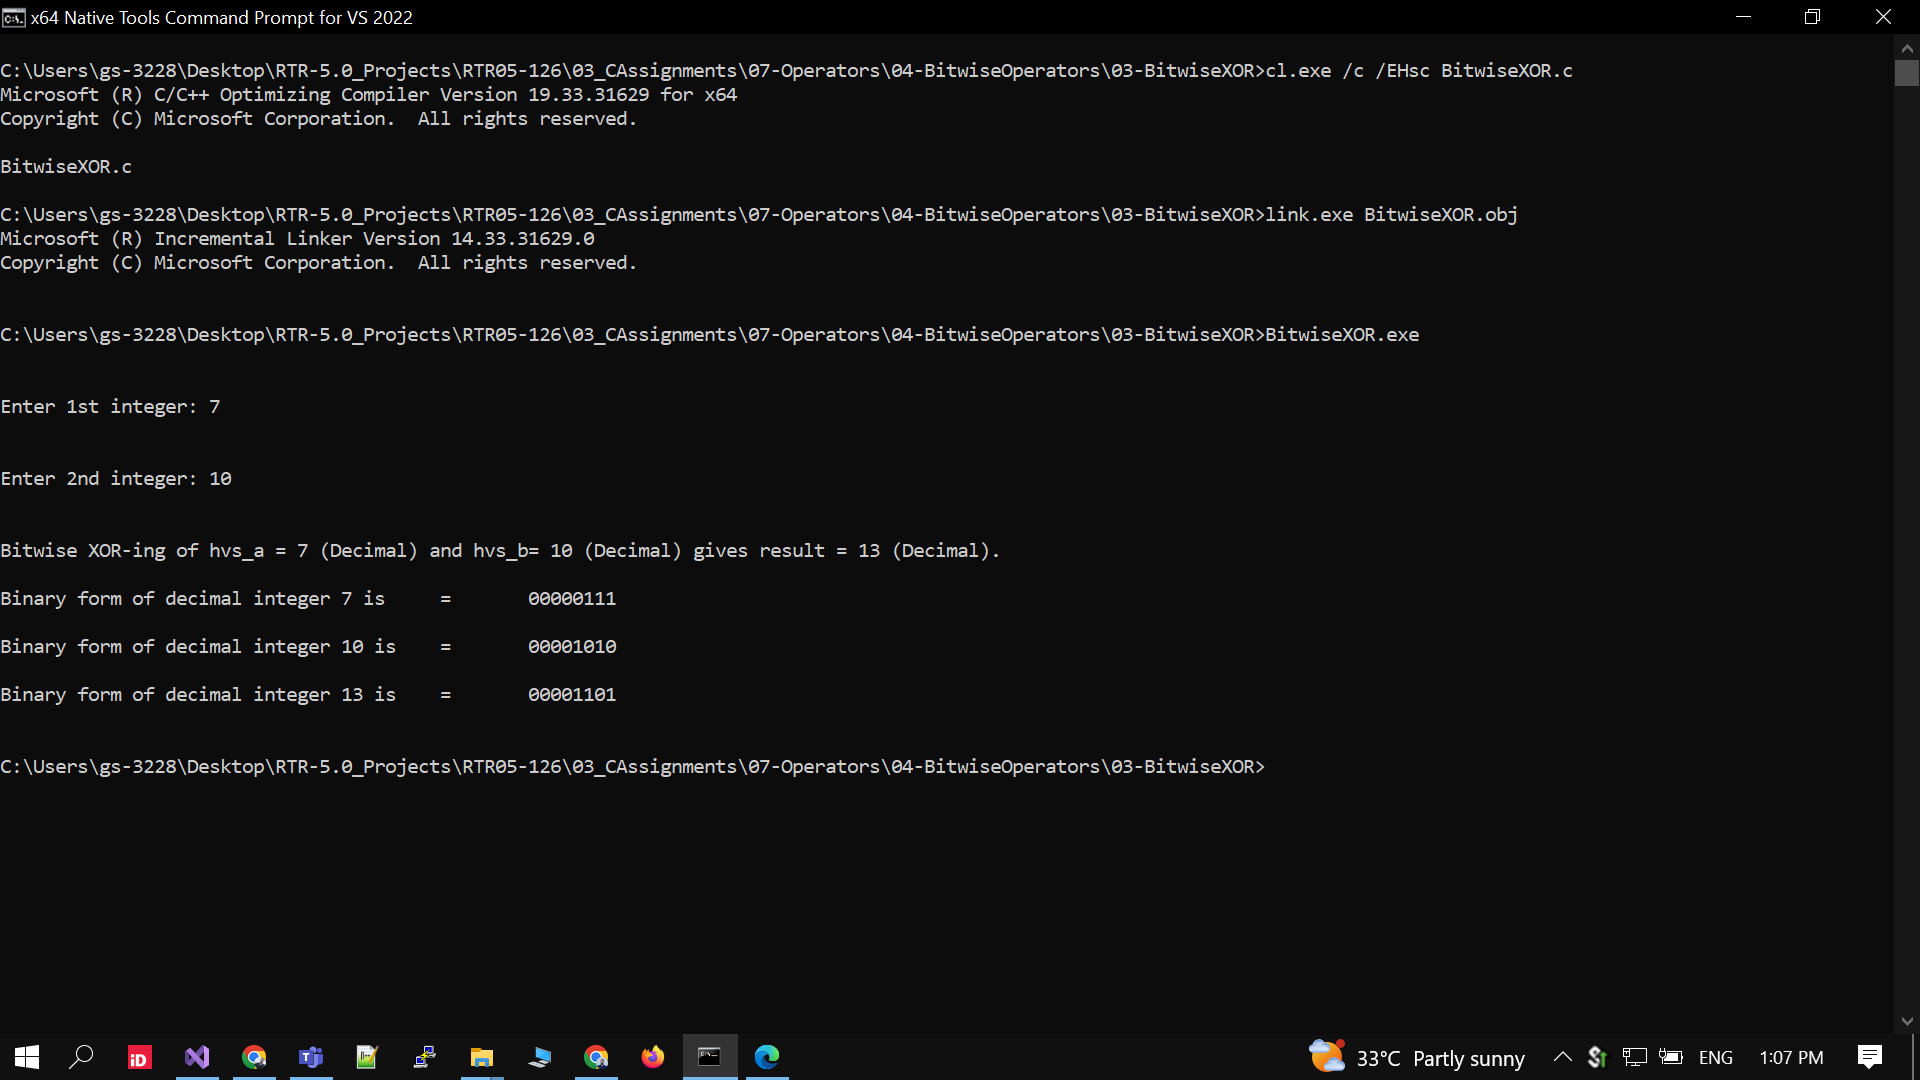 x64 Native Tools Command Prompt for VS 2022
C:\Users\gs-3228\Desktop\RTR-5.0_Projects\RTR05-126\03_CAssignments\07-Operators\04-BitwiseOperators\03-BitwiseXOR>cl.exe /c /EHsc BitwiseXOR.c
Microsoft (R) C/C++ Optimizing Compiler Version 19.33.31629 for x64
Copyright (C) Microsoft Corporation.  All rights reserved.
BitwiseXOR.c
C:\Users\gs-3228\Desktop\RTR-5.0_Projects\RTR05-126\03_CAssignments\07-Operators\04-BitwiseOperators\03-BitwiseXOR>link.exe BitwiseXOR.obj
Microsoft (R) Incremental Linker Version 14.33.31629.0
Copyright (C) Microsoft Corporation.  All rights reserved.
C:\Users\gs-3228\Desktop\RTR-5.0_Projects\RTR05-126\03_CAssignments\07-Operators\04-BitwiseOperators\03-BitwiseXOR>BitwiseXOR.exe
Enter 1st integer: 7
Enter 2nd integer: 10
Bitwise XOR-ing of hvs_a = 7 (Decimal) and hvs_b= 10 (Decimal) gives result = 13 (Decimal).
Binary form of decimal integer 7 is     =       00000111
Binary form of decimal integer 10 is    =       00001010
Binary form of decimal integer 13 is    =       00001101
C:\Users\gs-3228\Desktop\RTR-5.0_Projects\RTR05-126\03_CAssignments\07-Operators\04-BitwiseOperators\03-BitwiseXOR>
33°C Partly sunny ENG 1:07 PM